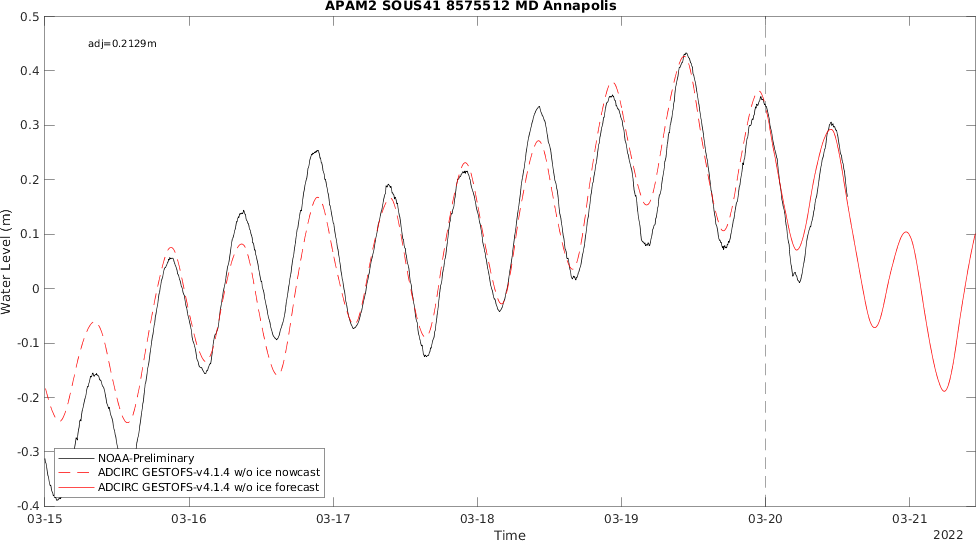 APAM2 SOUS41 8575512 MD Annapolis
adj=0.2129m
0.5
0.4
0.3
0.2
0.1
0
-0.1
-0.2
-0.3
-0.4
Water Level (m)
NOAA-Preliminary
ADCIRC GESTOFS-v4.1.4 w/o ice nowcast
ADCIRC GESTOFS-v4.1.4 w/o ice forecast
03-15 03-16 03-17 03-18 03-19 03-20 03-21
Time
2022